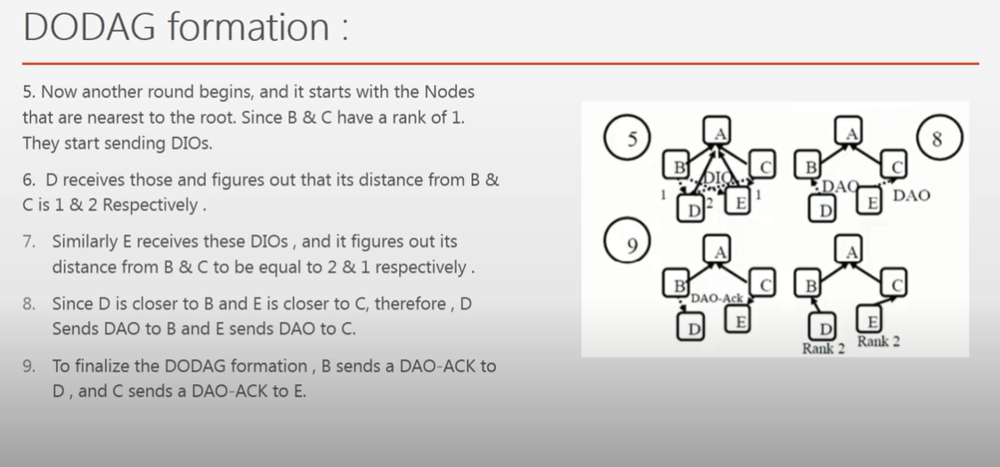 DODAG formation :
5. Now another round begins, and it starts with the Nodes
that are nearest to the root. Since B & C have a rank of 1.
They start sending DIOs.
6. D receives those and figures out that its distance from B &
C is 1 & 2 Respectively .
7. Similarly E receives these DIOs , and it figures out its
distance from B & C to be equal to 2 & 1 respectively .
8. Since D is closer to B and E is closer to C, therefore , D
Sends DAO to B and E sends DAO to C.
9. To finalize the DODAG formation , B sends a DAO-ACK to
D , and C sends a DAO-ACK to E.
5
A
B
C
DIO
1
2
1
D
E
8
A
B
C
DAO
DAO
D
E
9
A
B
C
DAO-Ack
D
E
A
B
C
D
E
Rank 2
Rank 2